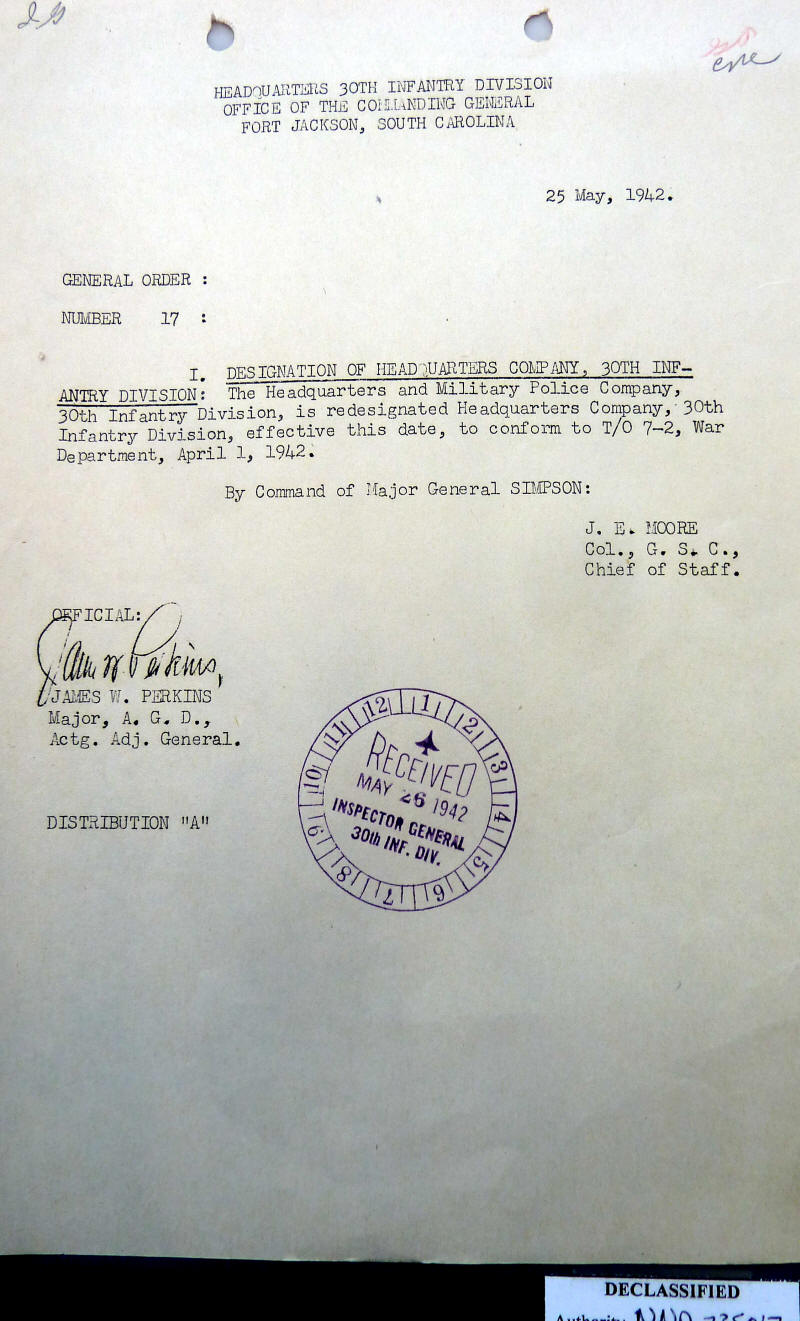 IG
HEADQUARTERS 30TH INFANTRY DIVISION
OFFICE OF THE COMMANDING GENERAL
FORT JACKSON, SOUTH CAROLINA
25 May, 1942.
GENERAL ORDER :
NUMBER 17 :
I. DESIGNATION OF HEADQUARTERS COMPANY, 30TH INF-
ANTRY DIVISION: The Headquarters and Military Police Company,
30th Infantry Division, is redesignated Headquarters Company, 30th
Infantry Division, effective this date, to conform to T/O 7-2, War
Department, April 1, 1942.
By Command of Major General SIMPSON:
J. E. MOORE
Col., G. S. C.,
Chief of Staff.
OFFICIAL:
James W. Perkins,
JAMES W. PERKINS
Major, A. G. D.,
Actg. Adj. General.
DISTRIBUTION "A"
12 1 2 3 4 5 6 7 8 9 10 11
RECEIVED
MAY 26 1942
INSPECTOR GENERAL
30th INF. DIV.
DECLASSIFIED
Authority